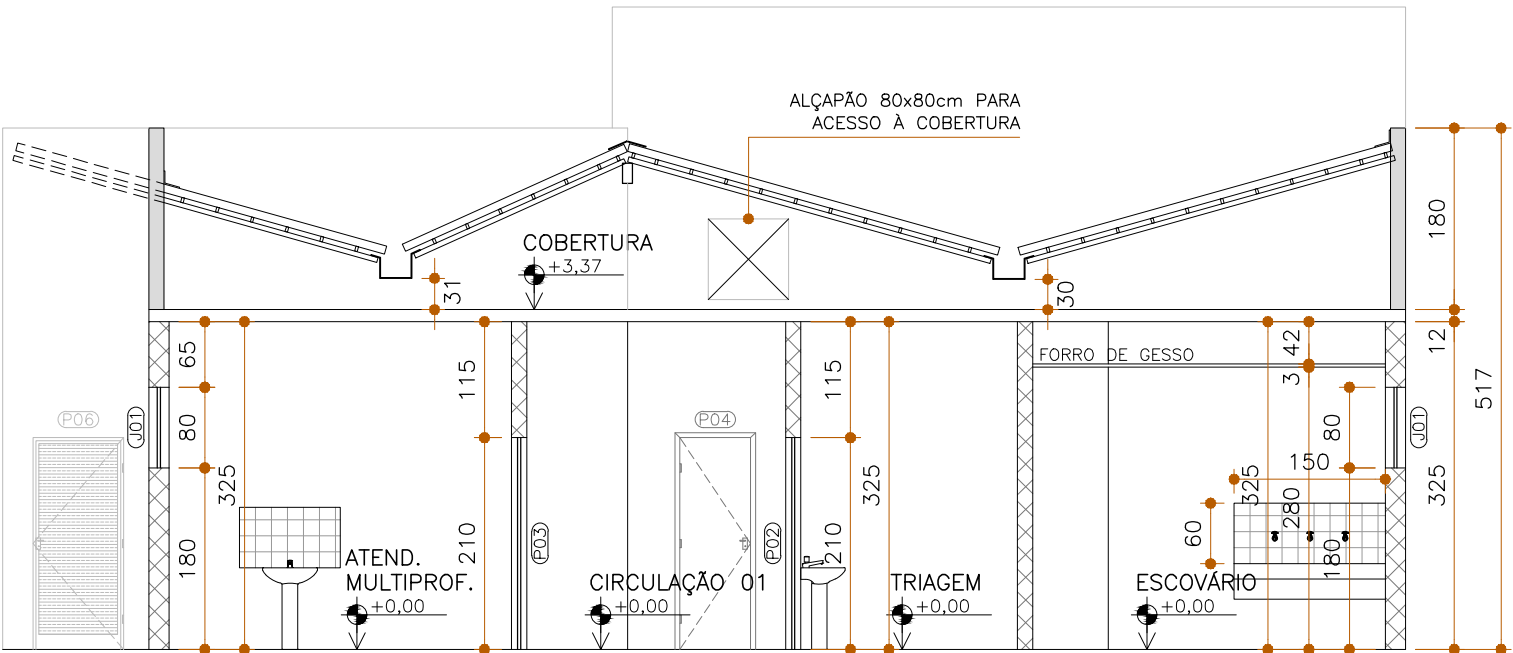 ALÇAPÃO 80x80cm PARA
ACESSO À COBERTURA
COBERTURA
+3,37
31
30
180
12
517
325
65
80
180
325
115
210
115
210
325
42
3
FORRO DE GESSO
80
150
325
280
180
60
P06
J01
P03
P04
P02
J01
ATEND.
MULTIPROF.
+0,00
CIRCULAÇÃO 01
+0,00
TRIAGEM
+0,00
ESCOVÁRIO
+0,00